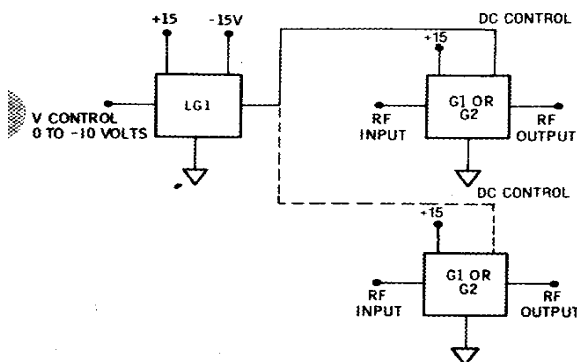 +15
-15V
LG1
V CONTROL
0 TO -10 VOLTS
DC CONTROL
+15
G1 OR
G2
RF
INPUT
RF
OUTPUT
DC CONTROL
+15
G1 OR
G2
RF
INPUT
RF
OUTPUT